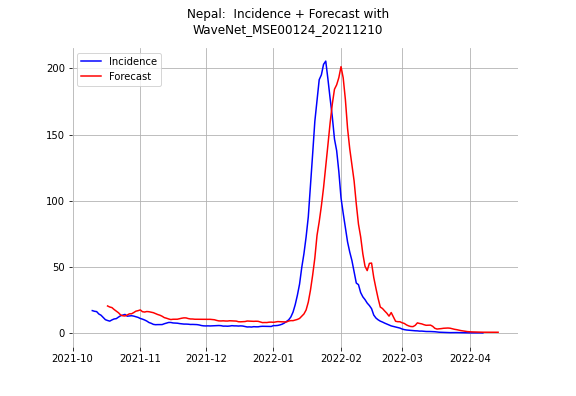 Nepal:  Incidence + Forecast with
WaveNet_MSE00124_20211210
Incidence
Forecast
200
150
100
50
0
2021-10 2021-11 2021-12 2022-01 2022-02 2022-03 2022-04